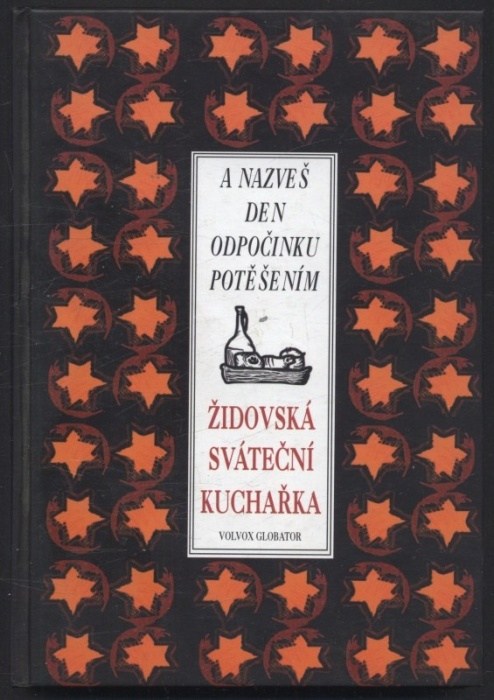 A NAZVEŠ
DEN
ODPOČINKU
POTĚŠENÍM
ŽIDOVSKÁ
SVÁTEČNÍ
KUCHAŘKA
VOLVOX GLOBATOR